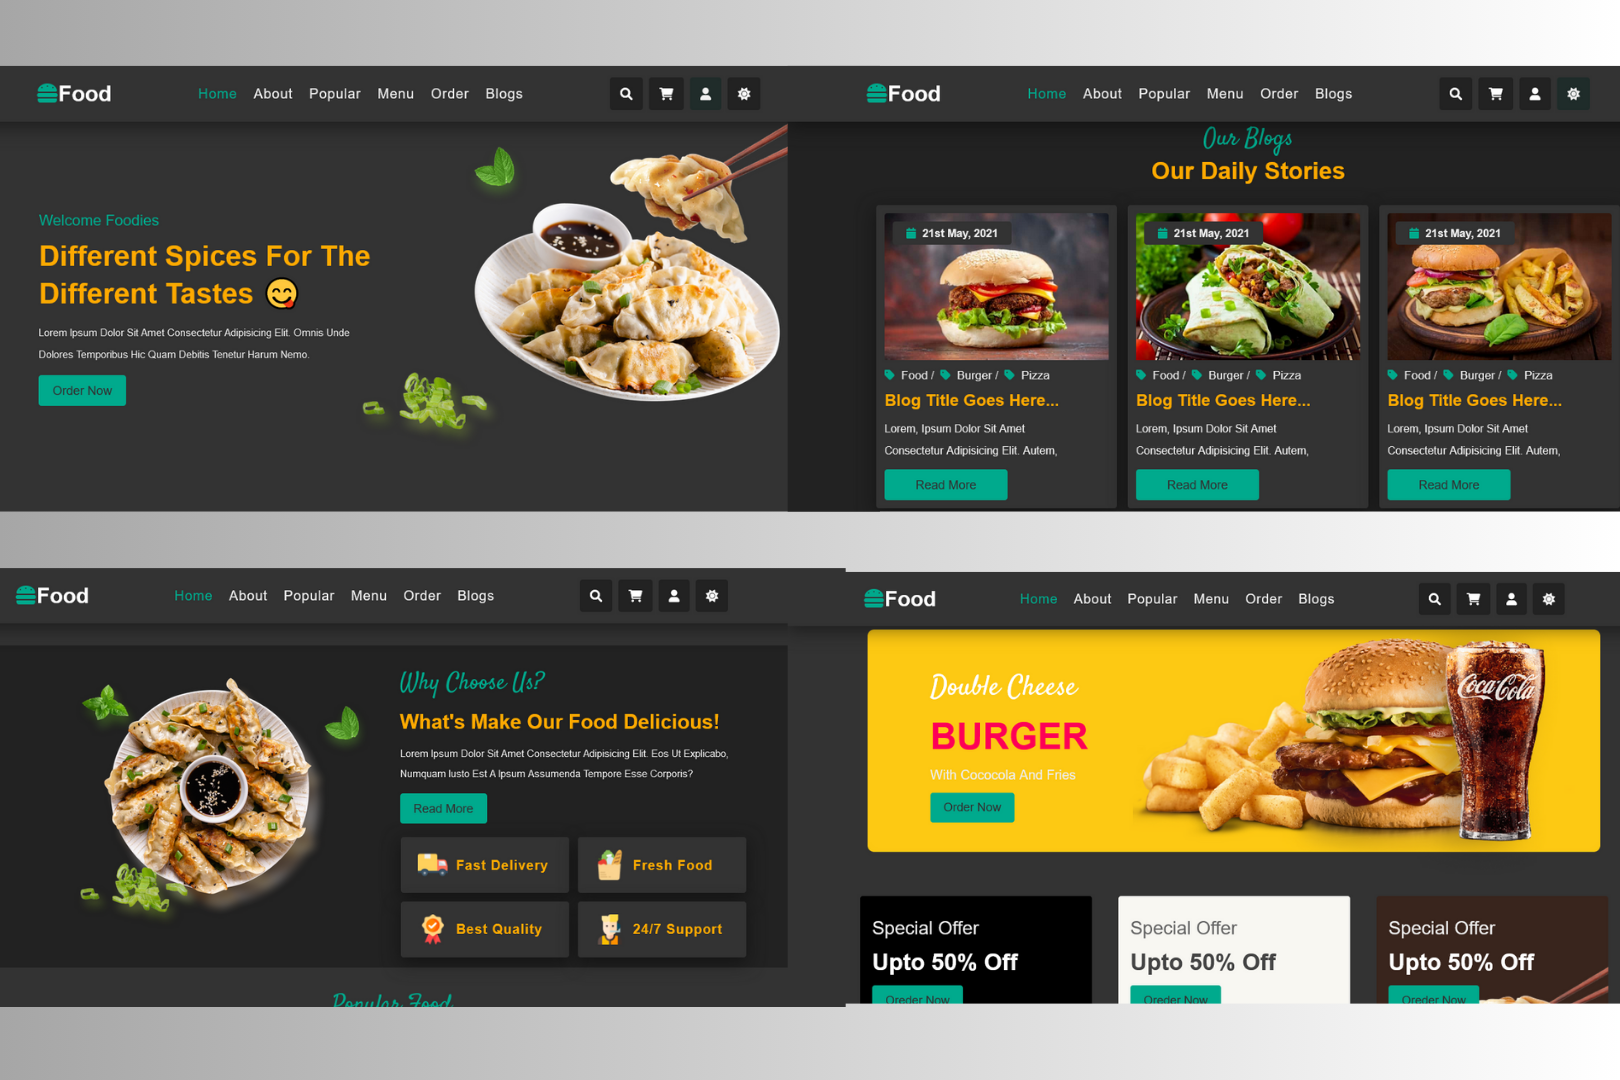 Food
Home About Popular Menu Order Blogs
Welcome Foodies
Different Spices For The
Different Tastes 😋
Lorem Ipsum Dolor Sit Amet Consectetur Adipisicing Elit. Omnis Unde
Dolores Temporibus Hic Quam Debitis Tenetur Harum Nemo.
Order Now
Food
Home About Popular Menu Order Blogs
Our Blogs
Our Daily Stories
21st May, 2021
Food / Burger / Pizza
Blog Title Goes Here...
Lorem, Ipsum Dolor Sit Amet
Consectetur Adipisicing Elit. Autem,
Read More
21st May, 2021
Food / Burger / Pizza
Blog Title Goes Here...
Lorem, Ipsum Dolor Sit Amet
Consectetur Adipisicing Elit. Autem,
Read More
21st May, 2021
Food / Burger / Pizza
Blog Title Goes Here...
Lorem, Ipsum Dolor Sit Amet
Consectetur Adipisicing Elit. Autem,
Read More
Food
Home About Popular Menu Order Blogs
Why Choose Us?
What's Make Our Food Delicious!
Lorem Ipsum Dolor Sit Amet Consectetur Adipisicing Elit. Eos Ut Explicabo,
Numquam Iusto Est A Ipsum Assumenda Tempore Esse Corporis?
Read More
Fast Delivery
Fresh Food
Best Quality
24/7 Support
Popular Food
Food
Home About Popular Menu Order Blogs
Double Cheese
BURGER
With Cococola And Fries
Order Now
Coca-Cola
Special Offer
Upto 50% Off
Oreder Now
Special Offer
Upto 50% Off
Oreder Now
Special Offer
Upto 50% Off
Oreder Now